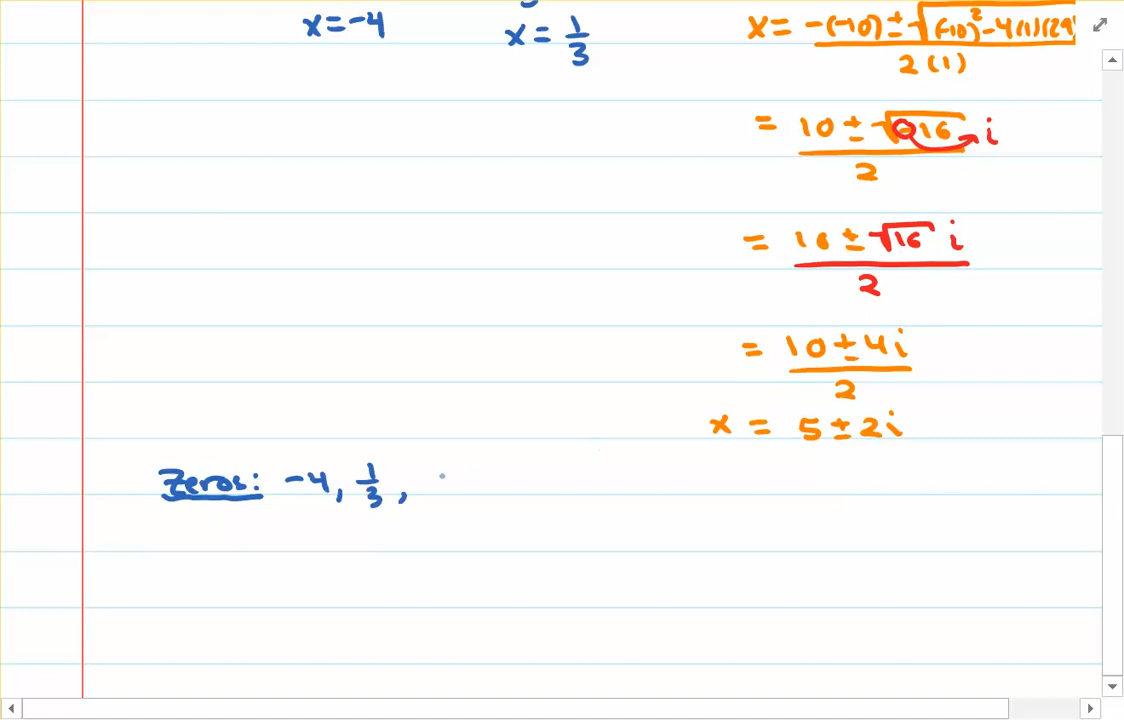 x=-4
x = 1/3
x = (-(-10) ± √((-10)² - 4(1)(29)) / 2(1)
= (10 ± √-16) / 2 i
= (10 ± √16 i) / 2
= (10 ± 4i) / 2
x = 5 ± 2i
Zeros: -4, 1/3,